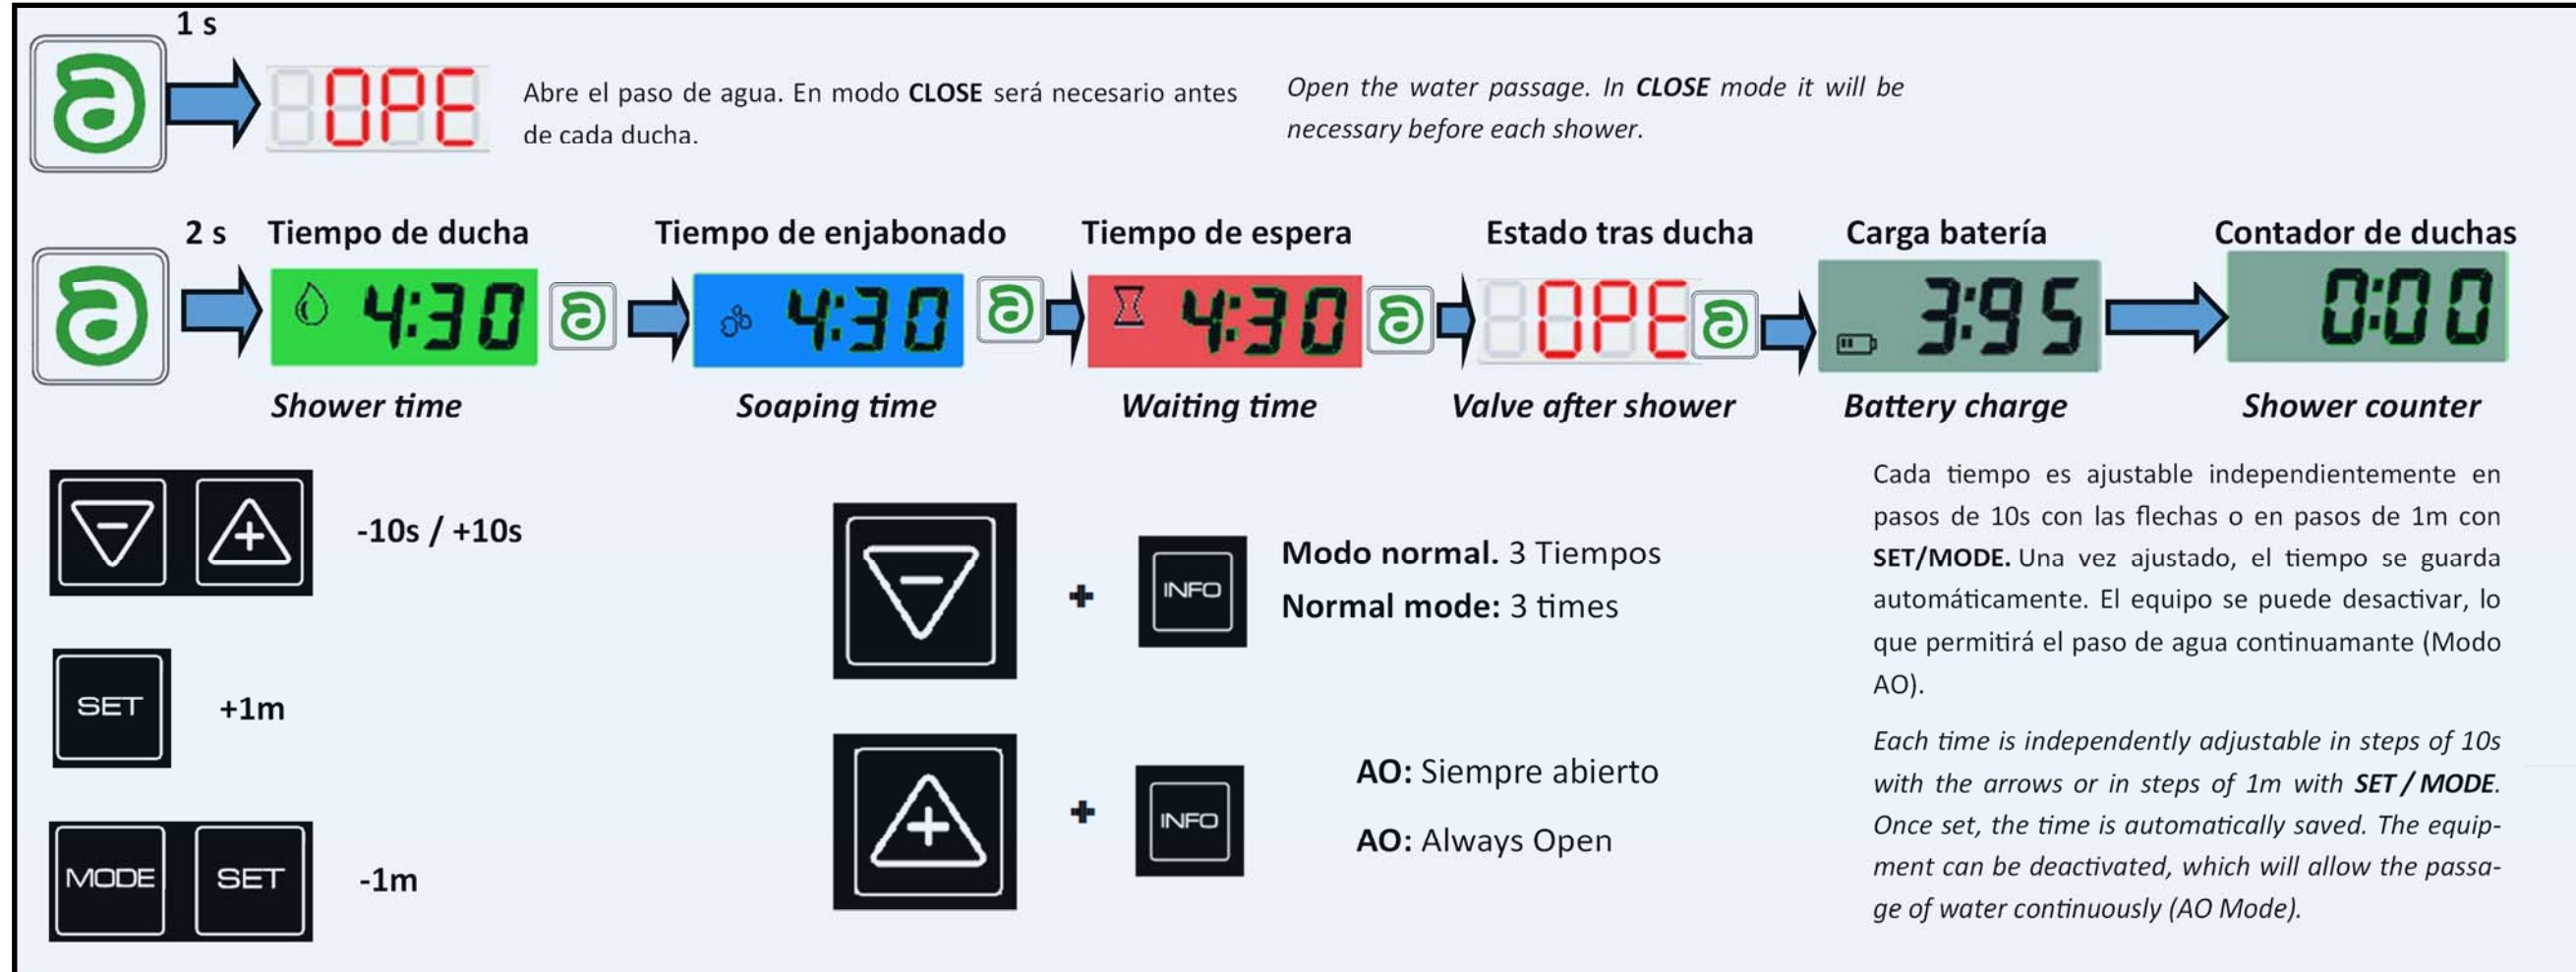 1 s
OPE
Abre el paso de agua. En modo CLOSE será necesario antes
de cada ducha.
Open the water passage. In CLOSE mode it will be
necessary before each shower.
2 s
Tiempo de ducha
Tiempo de enjabonado
Tiempo de espera
Estado tras ducha
Carga batería
Contador de duchas
4:30
4:30
4:30
OPE
3:95
0:00
Shower time
Soaping time
Waiting time
Valve after shower
Battery charge
Shower counter
-10s / +10s
SET
+1m
MODE SET
-1m
+
INFO
Modo normal. 3 Tiempos
Normal mode: 3 times
+
INFO
AO: Siempre abierto
AO: Always Open
Cada tiempo es ajustable independientemente en
pasos de 10s con las flechas o en pasos de 1m con
SET/MODE. Una vez ajustado, el tiempo se guarda
automáticamente. El equipo se puede desactivar, lo
que permitirá el paso de agua continuamante (Modo
AO).
Each time is independently adjustable in steps of 10s
with the arrows or in steps of 1m with SET / MODE.
Once set, the time is automatically saved. The equip-
ment can be deactivated, which will allow the passa-
ge of water continuously (AO Mode).